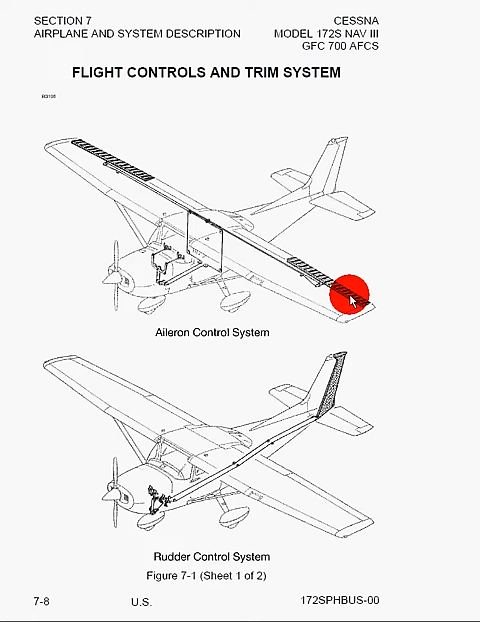 SECTION 7
AIRPLANE AND SYSTEM DESCRIPTION
CESSNA
MODEL 172S NAV III
GFC 700 AFCS
FLIGHT CONTROLS AND TRIM SYSTEM
Aileron Control System
Rudder Control System
Figure 7-1 (Sheet 1 of 2)
7-8
U.S.
172SPHBUS-00